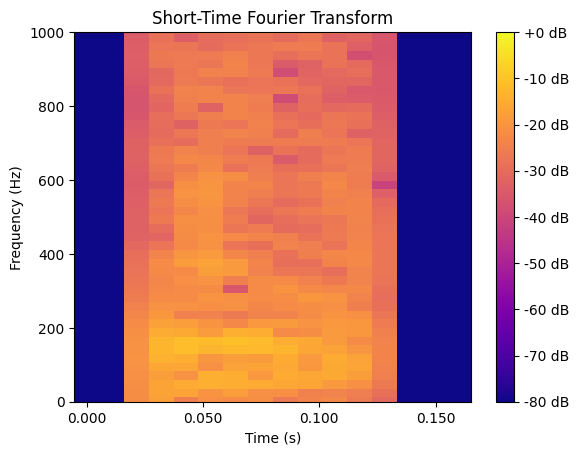 Short-Time Fourier Transform
1000
800
600
400
200
0
Frequency (Hz)
0.000
0.050
0.100
0.150
Time (s)
+0 dB
-10 dB
-20 dB
-30 dB
-40 dB
-50 dB
-60 dB
-70 dB
-80 dB